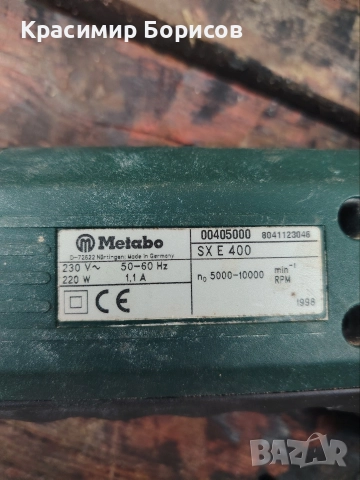 Красимир Борисов
Metabo
D-72622 Nürtingen; Made in Germany
00405000 8041123046
SX E 400
230 V~ 50-60 Hz
220 W 1,1 A
n₀ 5000-10000 min⁻¹
RPM
CE
1998
BAZAR